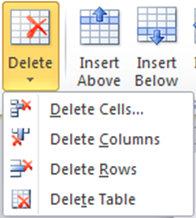 Delete Insert Insert
Above Below
Delete Cells...
Delete Columns
Delete Rows
Delete Table